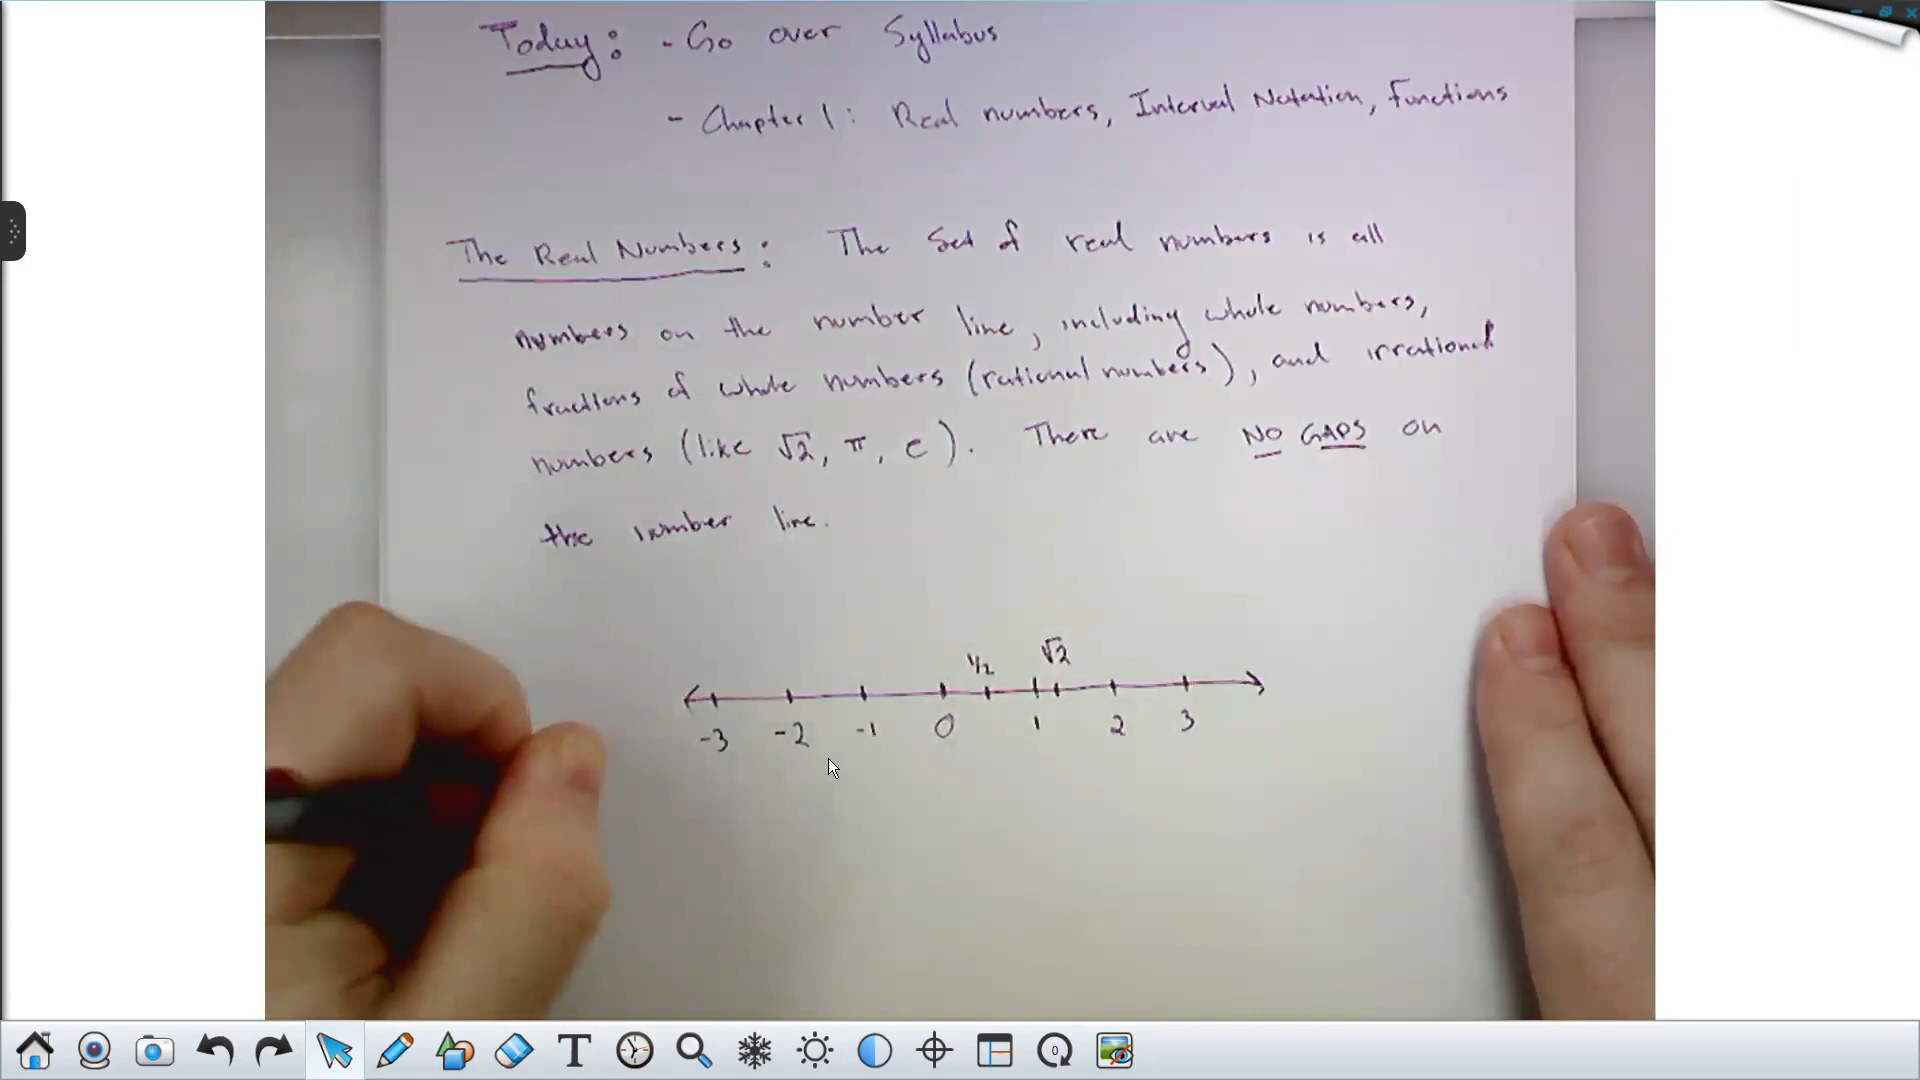 Today: - Go over Syllabus
- Chapter 1: Real numbers, Interval Notation, Functions
The Real Numbers: The Set of real numbers is all
numbers on the number line, including whole numbers,
fractions of whole numbers (rational numbers), and irrational
numbers (like √2, π, e). There are NO GAPS on
the number line.
1/2 √2
-3 -2 -1 0 1 2 3
T
0